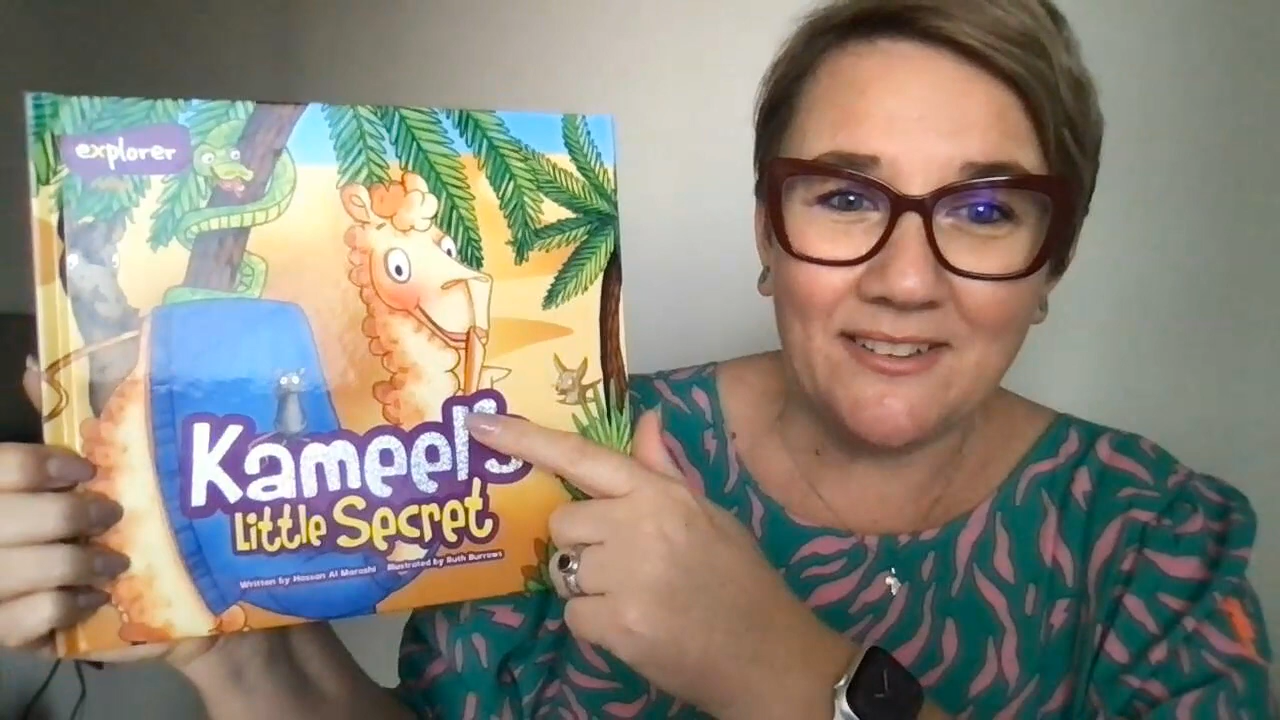 explorer
Kameel's
Little Secret
Written by Hassan Al Marashi Illustrated by Ruth Burrows